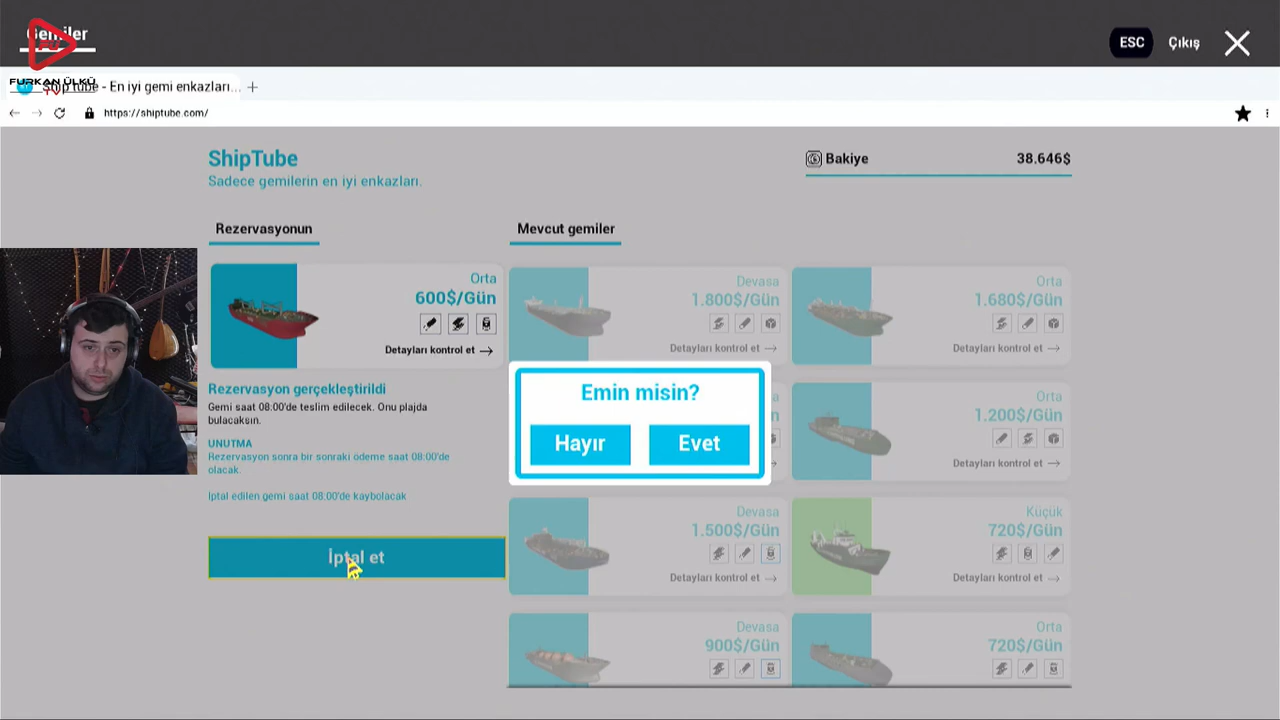 Gemiler
ESC Çıkış
FURKAN ÜLKÜ
TV
Ship tube - En iyi gemi enkazları...
https://shiptube.com/
ShipTube
Sadece gemilerin en iyi enkazları.
Bakiye 38.646$
Rezervasyonun
Mevcut gemiler
Orta
600$/Gün
Detayları kontrol et
Rezervasyon gerçekleştirildi
Gemi saat 08:00'de teslim edilecek. Onu plajda
bulacaksın.
UNUTMA
Rezervasyon sonra bir sonraki ödeme saat 08:00'de
olacak.
İptal edilen gemi saat 08:00'de kaybolacak
İptal et
Devasa
1.800$/Gün
Detayları kontrol et
Orta
1.680$/Gün
Detayları kontrol et
Emin misin?
Hayır Evet
Orta
1.200$/Gün
Detayları kontrol et
Devasa
1.500$/Gün
Detayları kontrol et
Küçük
720$/Gün
Detayları kontrol et
Devasa
900$/Gün
Orta
720$/Gün